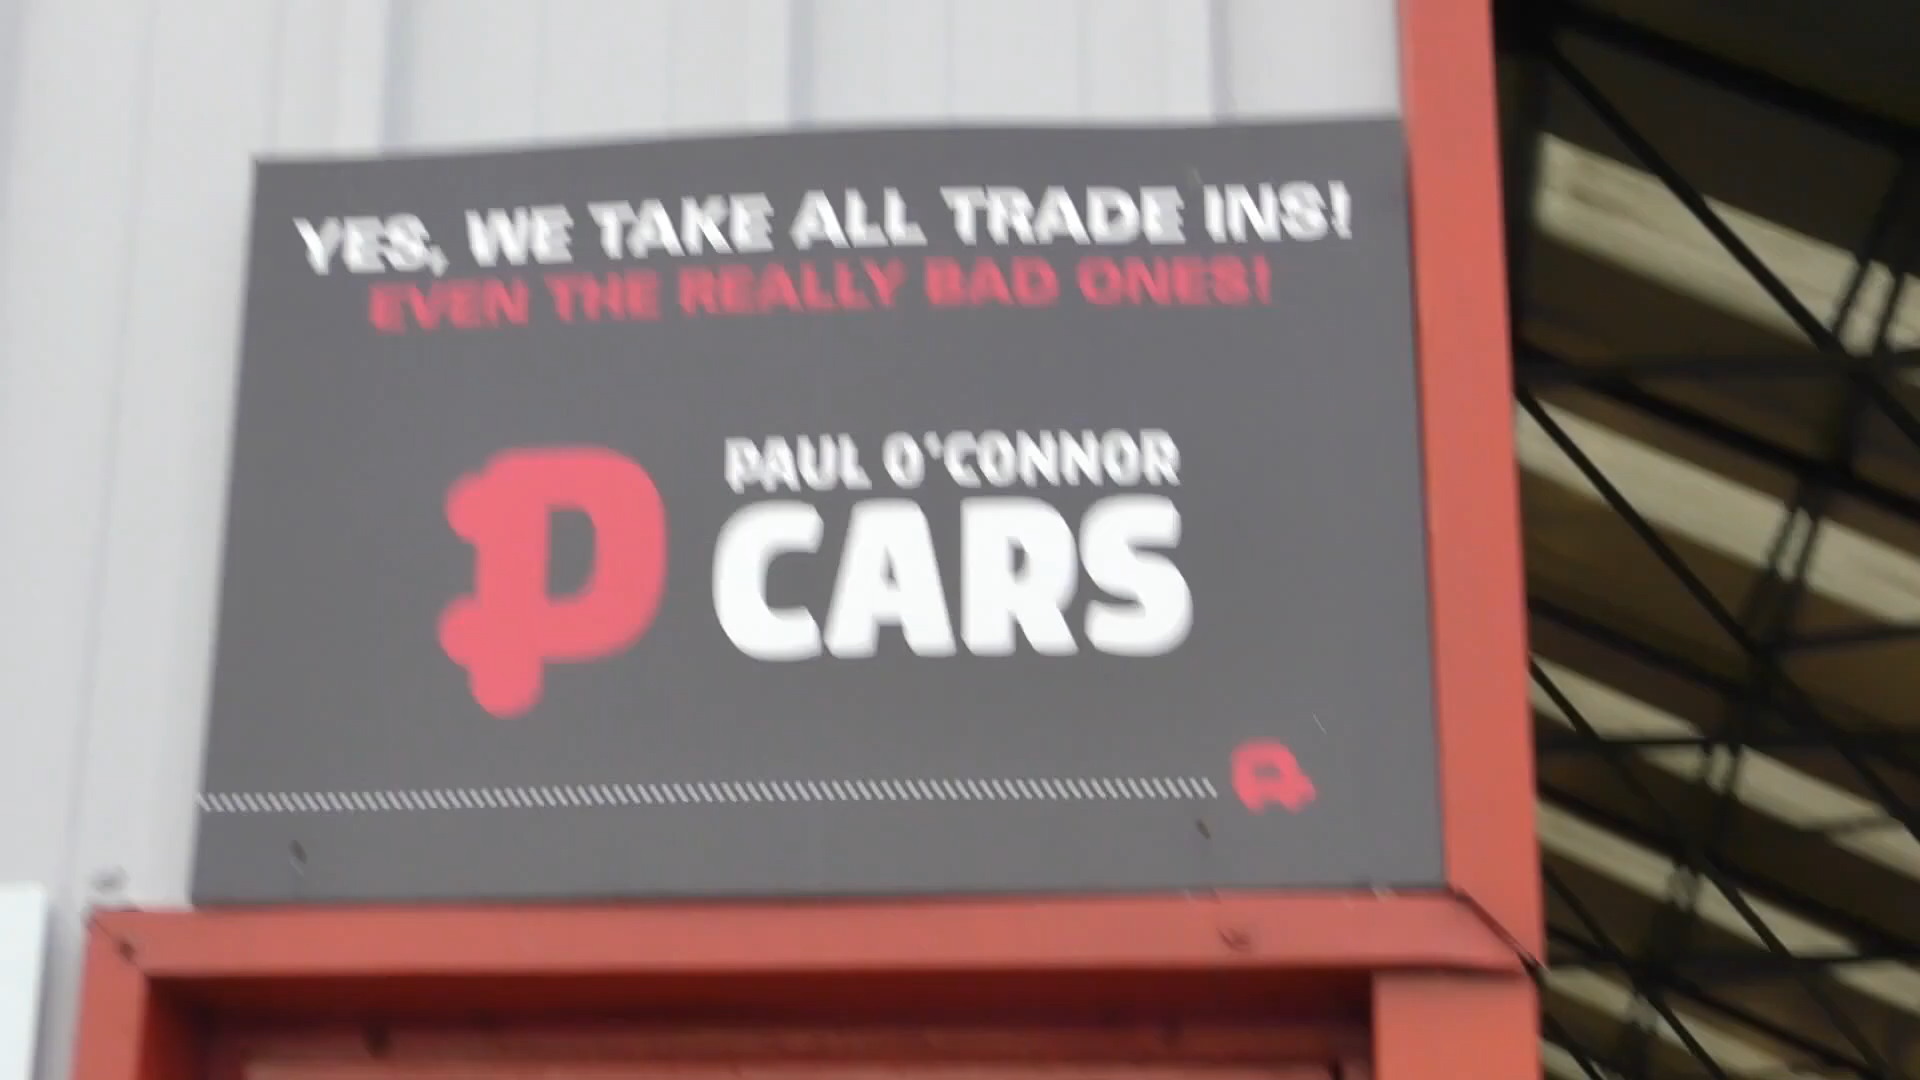 YES, WE TAKE ALL TRADE INS!
EVEN THE REALLY BAD ONES!
P
PAUL O'CONNOR
CARS